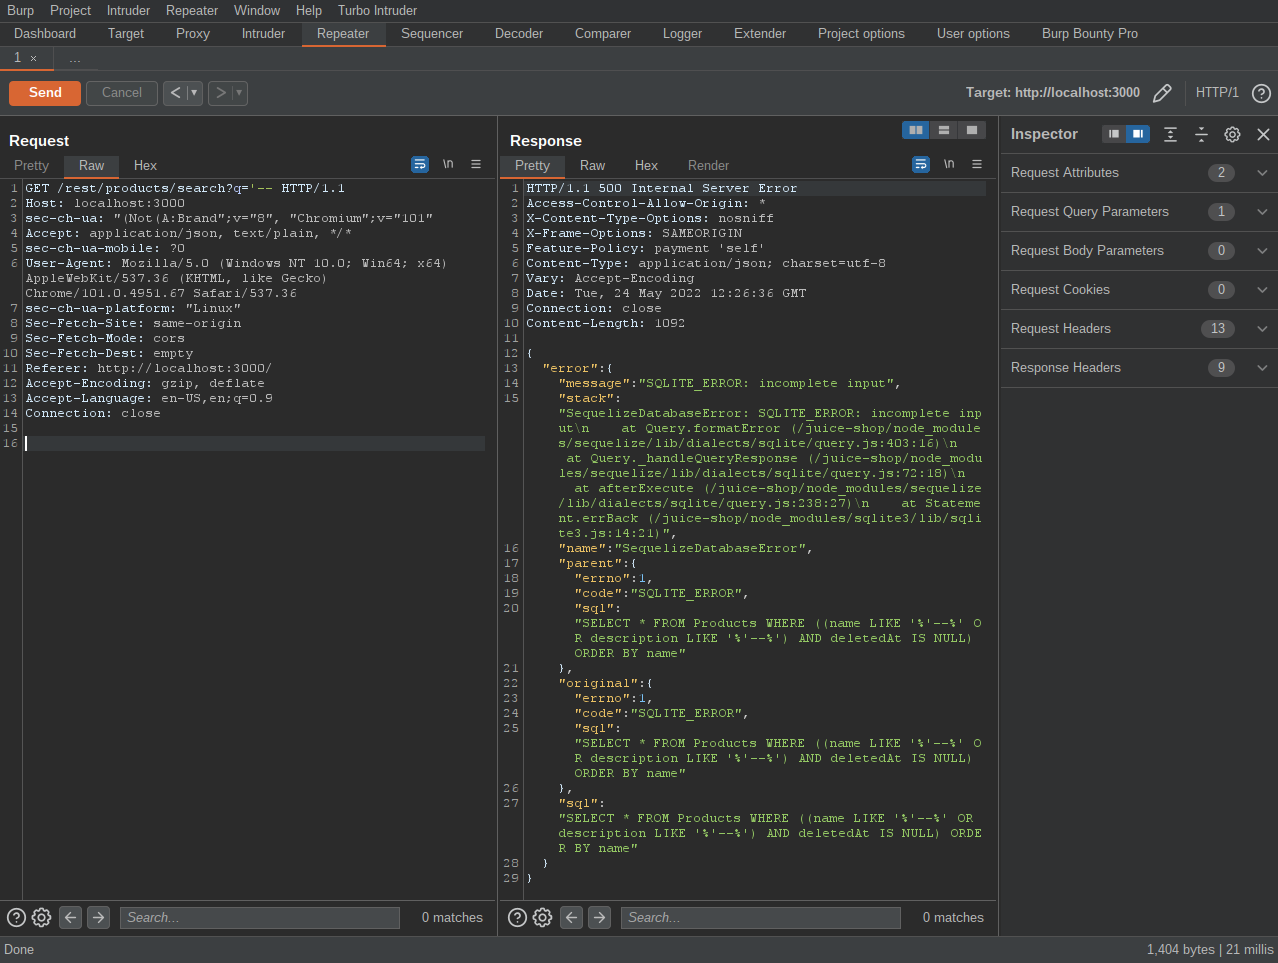 Burp Project Intruder Repeater Window Help Turbo Intruder
Dashboard Target Proxy Intruder Repeater Sequencer Decoder Comparer Logger Extender Project options User options Burp Bounty Pro
1 × ...
Send Cancel < ▾ > ▾ Target: http://localhost:3000 HTTP/1 ?
Request
Pretty Raw Hex \n ≡
1 GET /rest/products/search?q='-- HTTP/1.1
2 Host: localhost:3000
3 sec-ch-ua: "(Not(A:Brand";v="8", "Chromium";v="101"
4 Accept: application/json, text/plain, */*
5 sec-ch-ua-mobile: ?0
6 User-Agent: Mozilla/5.0 (Windows NT 10.0; Win64; x64)
AppleWebKit/537.36 (KHTML, like Gecko)
Chrome/101.0.4951.67 Safari/537.36
7 sec-ch-ua-platform: "Linux"
8 Sec-Fetch-Site: same-origin
9 Sec-Fetch-Mode: cors
10 Sec-Fetch-Dest: empty
11 Referer: http://localhost:3000/
12 Accept-Encoding: gzip, deflate
13 Accept-Language: en-US,en;q=0.9
14 Connection: close
15
16
Search... 0 matches
Response
Pretty Raw Hex Render \n ≡
1 HTTP/1.1 500 Internal Server Error
2 Access-Control-Allow-Origin: *
3 X-Content-Type-Options: nosniff
4 X-Frame-Options: SAMEORIGIN
5 Feature-Policy: payment 'self'
6 Content-Type: application/json; charset=utf-8
7 Vary: Accept-Encoding
8 Date: Tue, 24 May 2022 12:26:36 GMT
9 Connection: close
10 Content-Length: 1092
11
12 {
13 "error":{
14 "message":"SQLITE_ERROR: incomplete input",
15 "stack":
"SequelizeDatabaseError: SQLITE_ERROR: incomplete inp
ut\n    at Query.formatError (/juice-shop/node_module
s/sequelize/lib/dialects/sqlite/query.js:403:16)\n
at Query._handleQueryResponse (/juice-shop/node_modu
les/sequelize/lib/dialects/sqlite/query.js:72:18)\n
at afterExecute (/juice-shop/node_modules/sequelize
/lib/dialects/sqlite/query.js:238:27)\n    at Stateme
nt.errBack (/juice-shop/node_modules/sqlite3/lib/sqli
te3.js:14:21)",
16 "name":"SequelizeDatabaseError",
17 "parent":{
18 "errno":1,
19 "code":"SQLITE_ERROR",
20 "sql":
"SELECT * FROM Products WHERE ((name LIKE '%'--%' O
R description LIKE '%'--%') AND deletedAt IS NULL)
ORDER BY name"
21 },
22 "original":{
23 "errno":1,
24 "code":"SQLITE_ERROR",
25 "sql":
"SELECT * FROM Products WHERE ((name LIKE '%'--%' O
R description LIKE '%'--%') AND deletedAt IS NULL)
ORDER BY name"
26 },
27 "sql":
"SELECT * FROM Products WHERE ((name LIKE '%'--%' OR
description LIKE '%'--%') AND deletedAt IS NULL) ORDE
R BY name"
28 }
29 }
Search... 0 matches
Inspector
Request Attributes 2
Request Query Parameters 1
Request Body Parameters 0
Request Cookies 0
Request Headers 13
Response Headers 9
Done 1,404 bytes | 21 millis